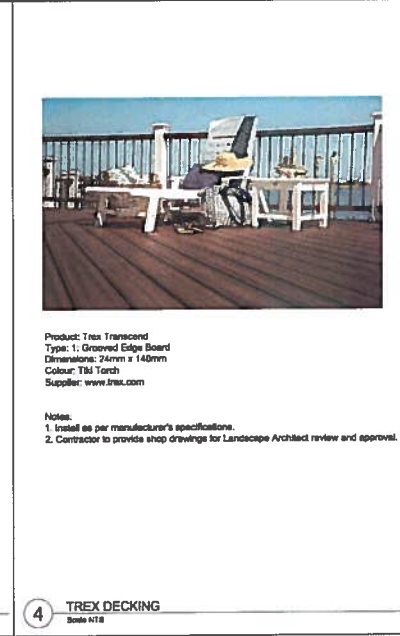 Product: Trex Transcend
Type: 1: Grooved Edge Board
Dimensions: 24mm x 140mm
Colour: Tiki Torch
Supplier: www.trex.com
Notes:
1. Install as per manufacturer's specifications.
2. Contractor to provide shop drawings for Landscape Architect review and approval.
4 TREX DECKING
Scale NTS